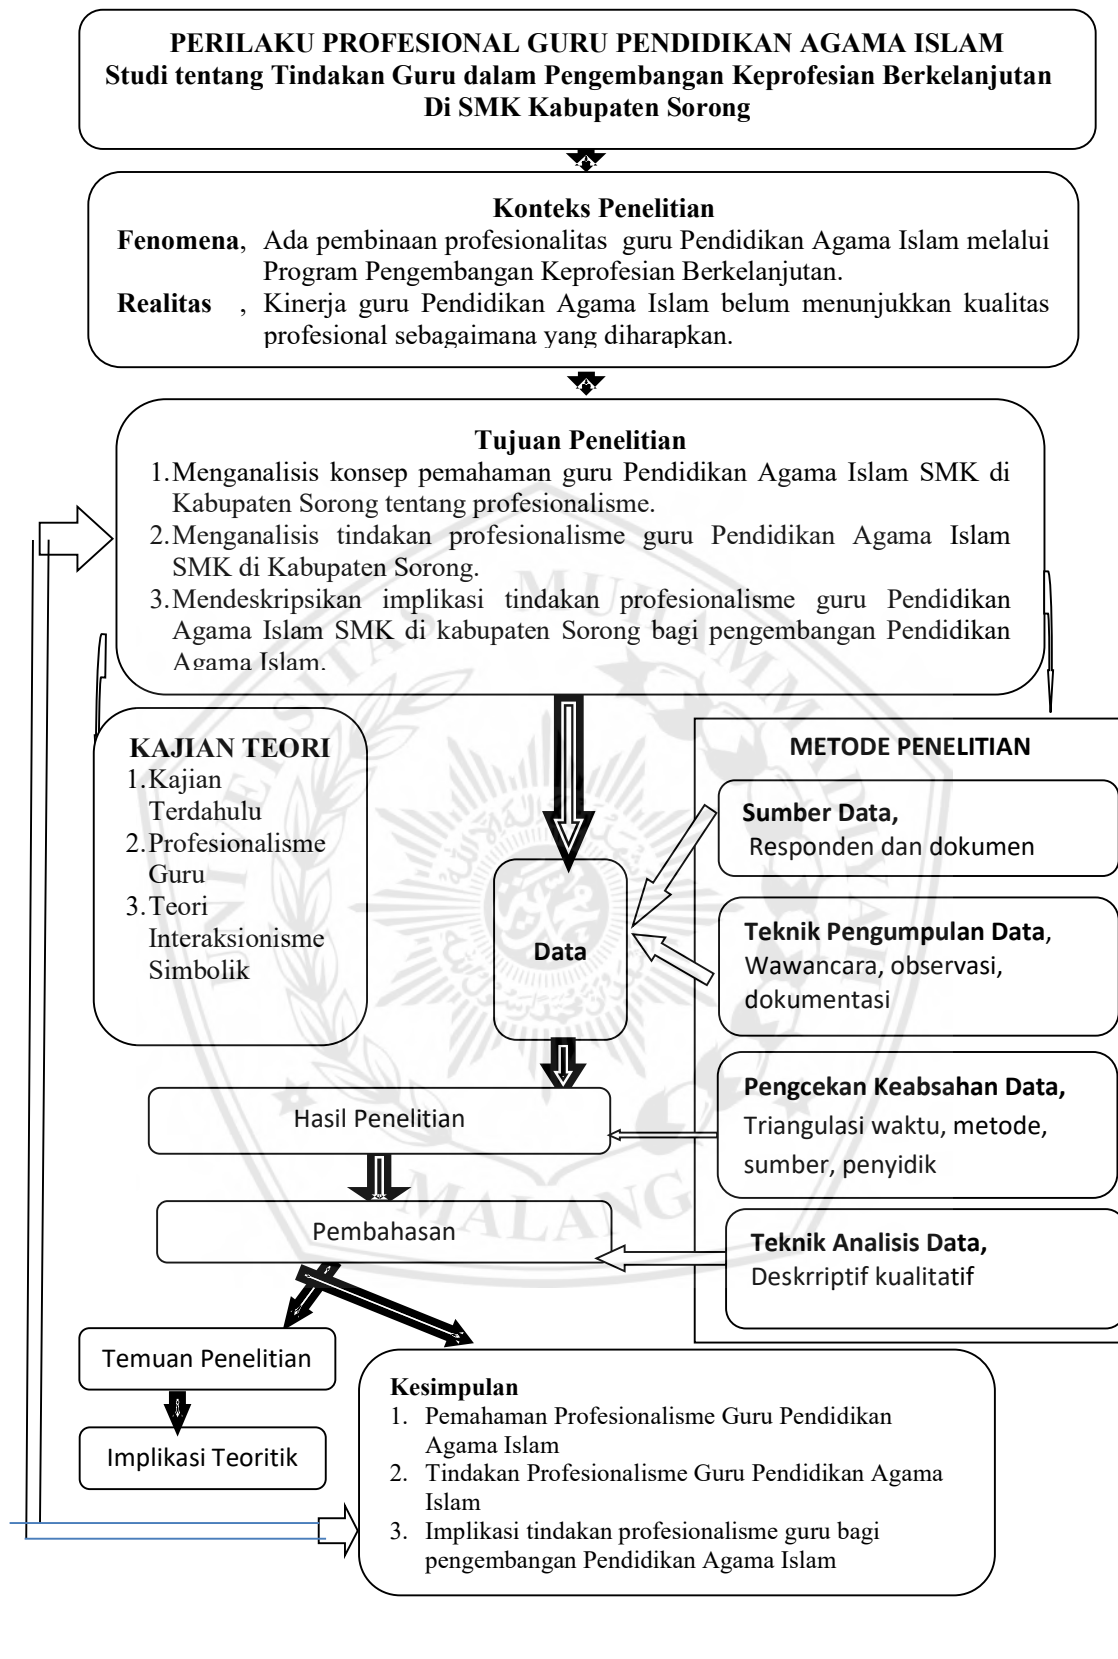 PERILAKU PROFESIONAL GURU PENDIDIKAN AGAMA ISLAM
Studi tentang Tindakan Guru dalam Pengembangan Keprofesian Berkelanjutan
Di SMK Kabupaten Sorong
Konteks Penelitian
Fenomena, Ada pembinaan profesionalitas guru Pendidikan Agama Islam melalui
Program Pengembangan Keprofesian Berkelanjutan.
Realitas , Kinerja guru Pendidikan Agama Islam belum menunjukkan kualitas
profesional sebagaimana yang diharapkan.
Tujuan Penelitian
1. Menganalisis konsep pemahaman guru Pendidikan Agama Islam SMK di
Kabupaten Sorong tentang profesionalisme.
2. Menganalisis tindakan profesionalisme guru Pendidikan Agama Islam
SMK di Kabupaten Sorong.
3. Mendeskripsikan implikasi tindakan profesionalisme guru Pendidikan
Agama Islam SMK di kabupaten Sorong bagi pengembangan Pendidikan
Agama Islam.
KAJIAN TEORI
1. Kajian
Terdahulu
2. Profesionalisme
Guru
3. Teori
Interaksionisme
Simbolik
Data
METODE PENELITIAN
Sumber Data,
Responden dan dokumen
Teknik Pengumpulan Data,
Wawancara, observasi,
dokumentasi
Pengcekan Keabsahan Data,
Triangulasi waktu, metode,
sumber, penyidik
Teknik Analisis Data,
Deskrriptif kualitatif
Hasil Penelitian
Pembahasan
Temuan Penelitian
Implikasi Teoritik
Kesimpulan
1. Pemahaman Profesionalisme Guru Pendidikan
Agama Islam
2. Tindakan Profesionalisme Guru Pendidikan Agama
Islam
3. Implikasi tindakan profesionalisme guru bagi
pengembangan Pendidikan Agama Islam
UNIVERSITAS MUHAMMADIYAH
MALANG